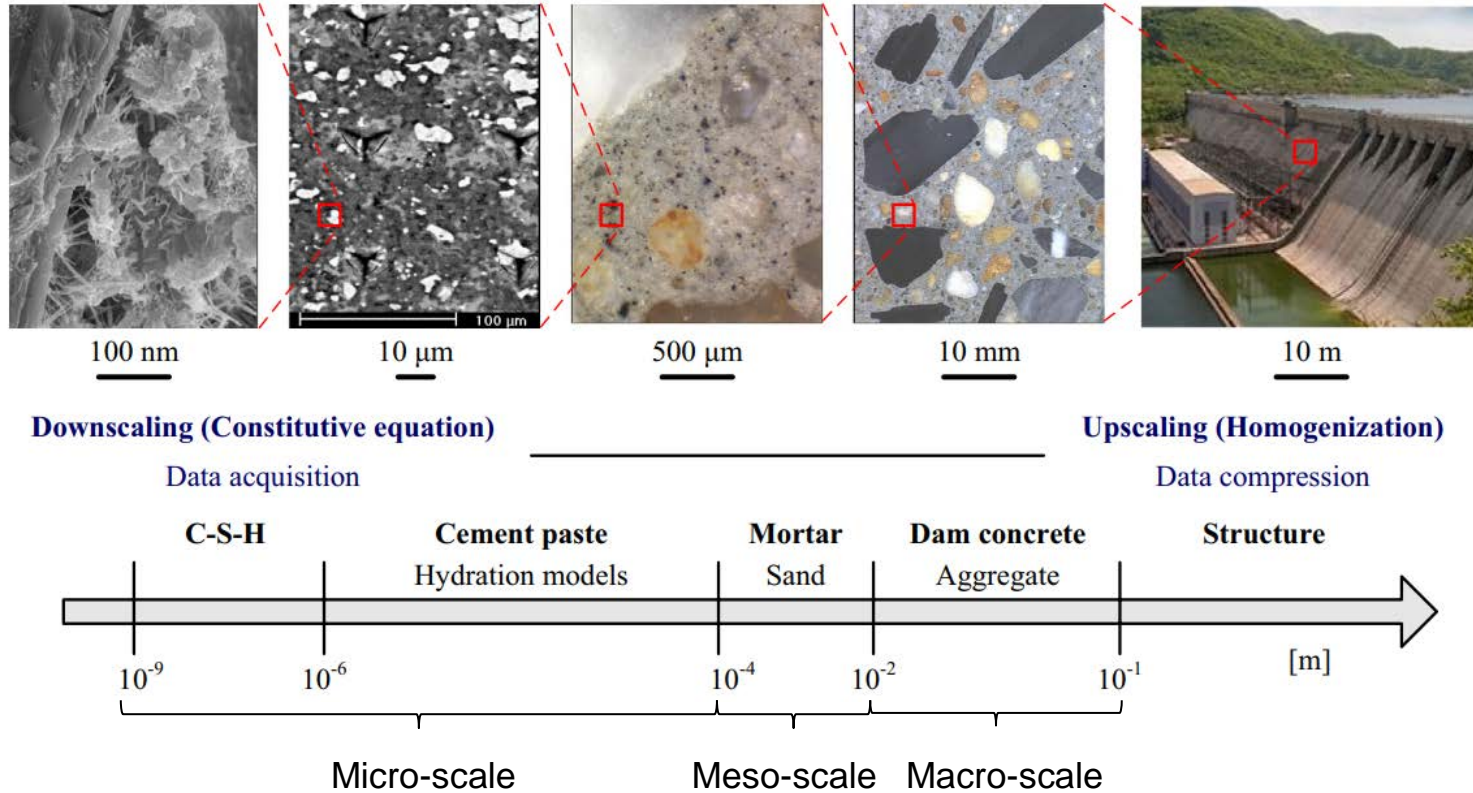 100 µm
100 nm
10 µm
500 µm
10 mm
10 m
Downscaling (Constitutive equation)
Upscaling (Homogenization)
Data acquisition
Data compression
C-S-H
Cement paste
Mortar
Dam concrete
Structure
Hydration models
Sand
Aggregate
10⁻⁹
10⁻⁶
10⁻⁴
10⁻²
10⁻¹
[m]
Micro-scale
Meso-scale
Macro-scale